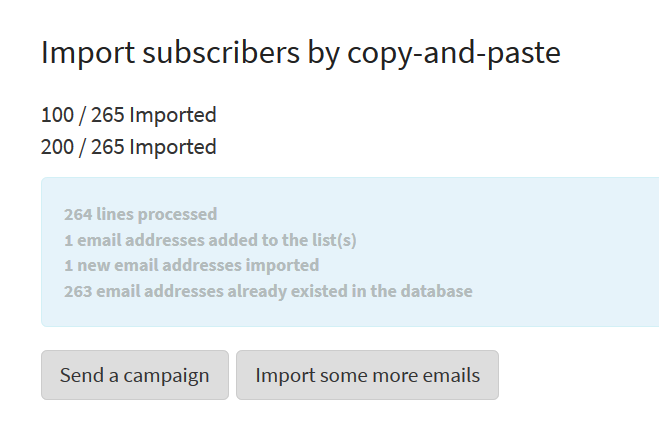 Import subscribers by copy-and-paste
100 / 265 Imported
200 / 265 Imported
264 lines processed
1 email addresses added to the list(s)
1 new email addresses imported
263 email addresses already existed in the database
Send a campaign
Import some more emails